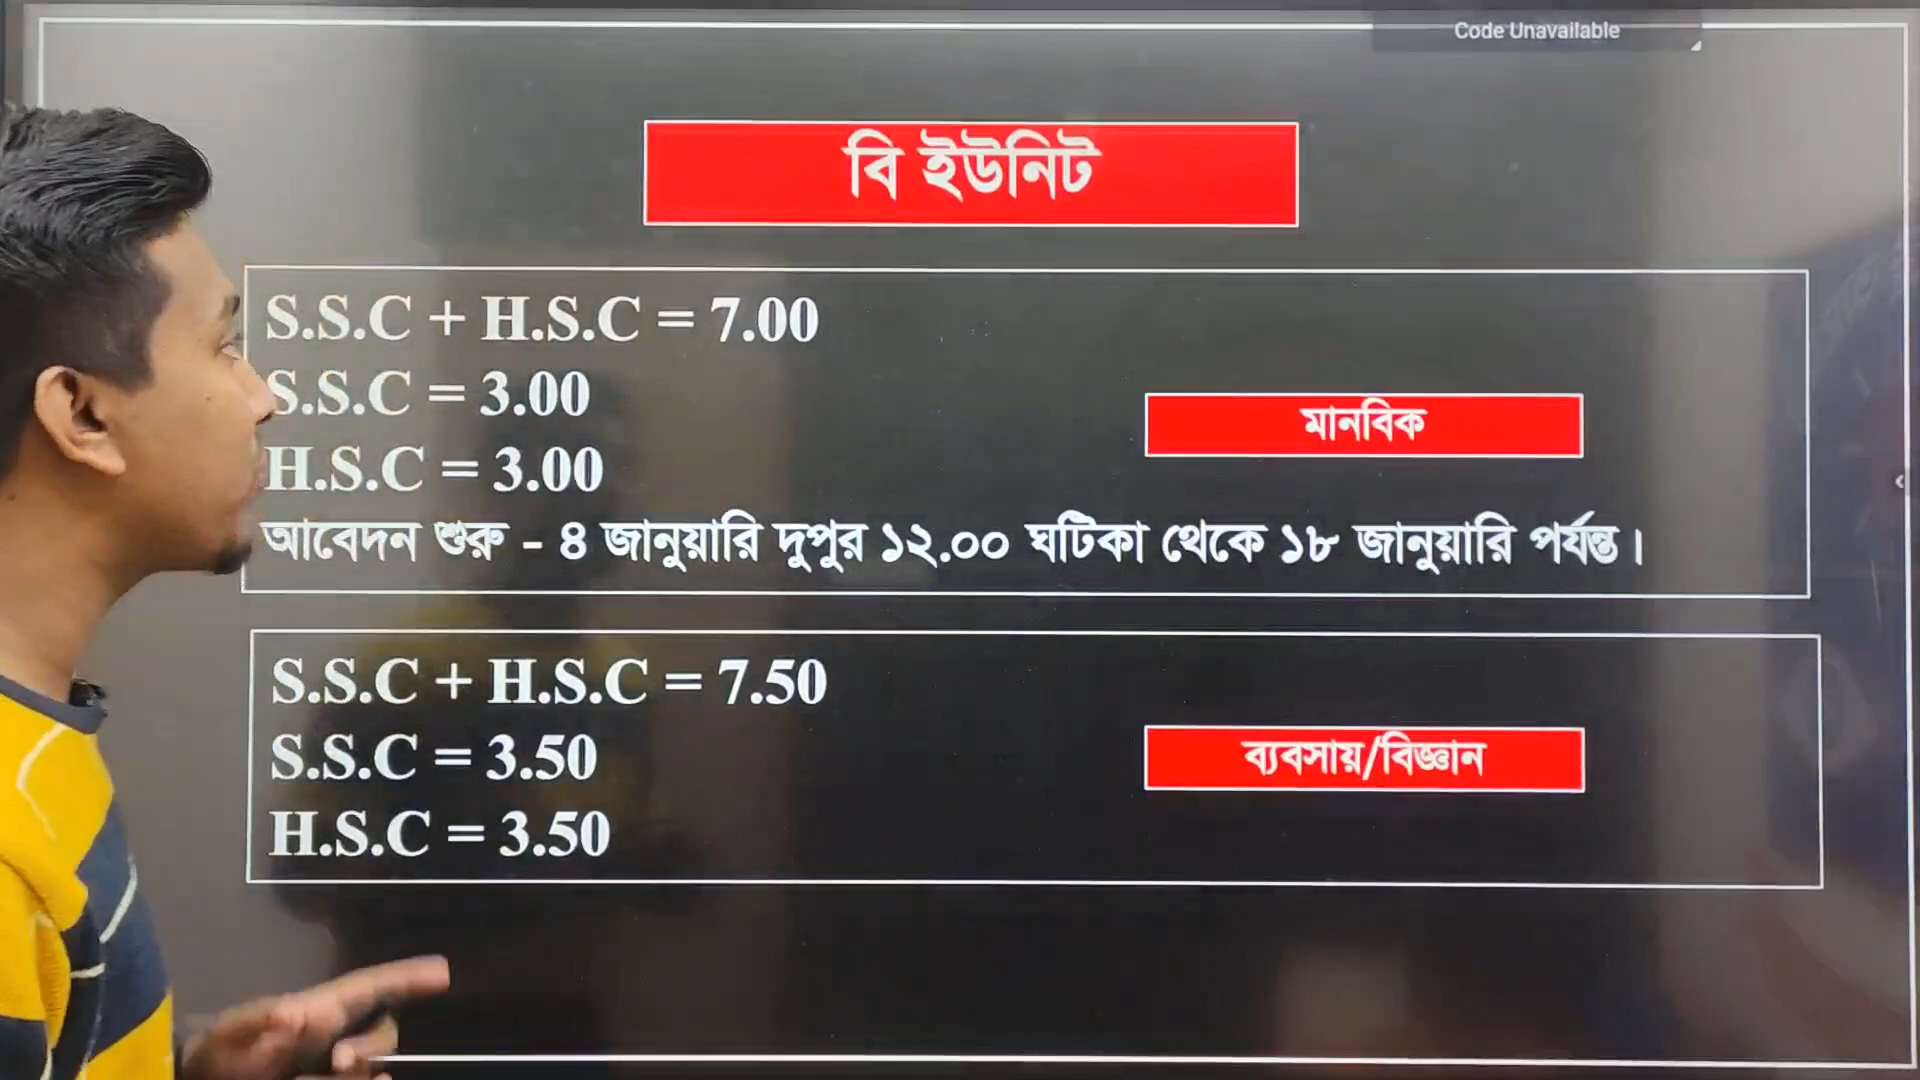 Code Unavailable
বি ইউনিট
S.S.C + H.S.C = 7.00
S.S.C = 3.00
H.S.C = 3.00
মানবিক
আবেদন শুরু - ৪ জানুয়ারি দুপুর ১২.০০ ঘটিকা থেকে ১৮ জানুয়ারি পর্যন্ত।
S.S.C + H.S.C = 7.50
S.S.C = 3.50
H.S.C = 3.50
ব্যবসায়/বিজ্ঞান